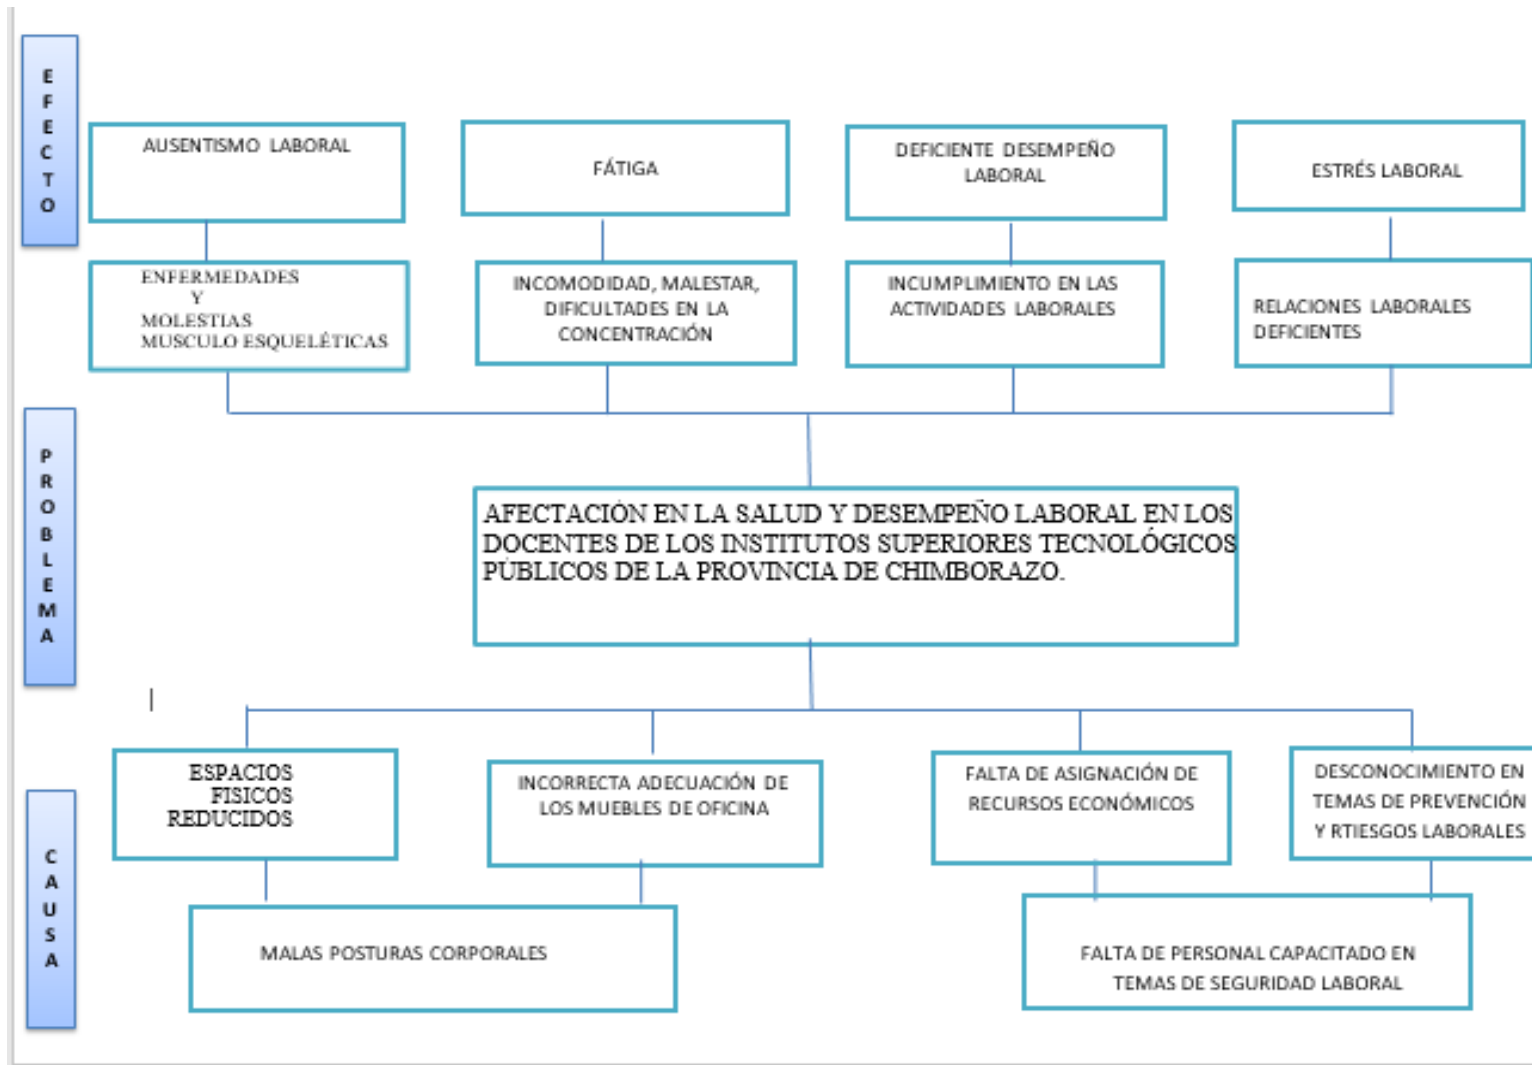 EFECTO
AUSENTISMO LABORAL
FÁTIGA
DEFICIENTE DESEMPEÑO
LABORAL
ESTRÉS LABORAL
ENFERMEDADES
Y
MOLESTIAS
MUSCULO ESQUELÉTICAS
INCOMODIDAD, MALESTAR,
DIFICULTADES EN LA
CONCENTRACIÓN
INCUMPLIMIENTO EN LAS
ACTIVIDADES LABORALES
RELACIONES LABORALES
DEFICIENTES
PROBLEMA
AFECTACIÓN EN LA SALUD Y DESEMPEÑO LABORAL EN LOS
DOCENTES DE LOS INSTITUTOS SUPERIORES TECNOLÓGICOS
PÚBLICOS DE LA PROVINCIA DE CHIMBORAZO.
CAUSA
ESPACIOS
FISICOS
REDUCIDOS
INCORRECTA ADECUACIÓN DE
LOS MUEBLES DE OFICINA
FALTA DE ASIGNACIÓN DE
RECURSOS ECONÓMICOS
DESCONOCIMIENTO EN
TEMAS DE PREVENCIÓN
Y RTIESGOS LABORALES
MALAS POSTURAS CORPORALES
FALTA DE PERSONAL CAPACITADO EN
TEMAS DE SEGURIDAD LABORAL